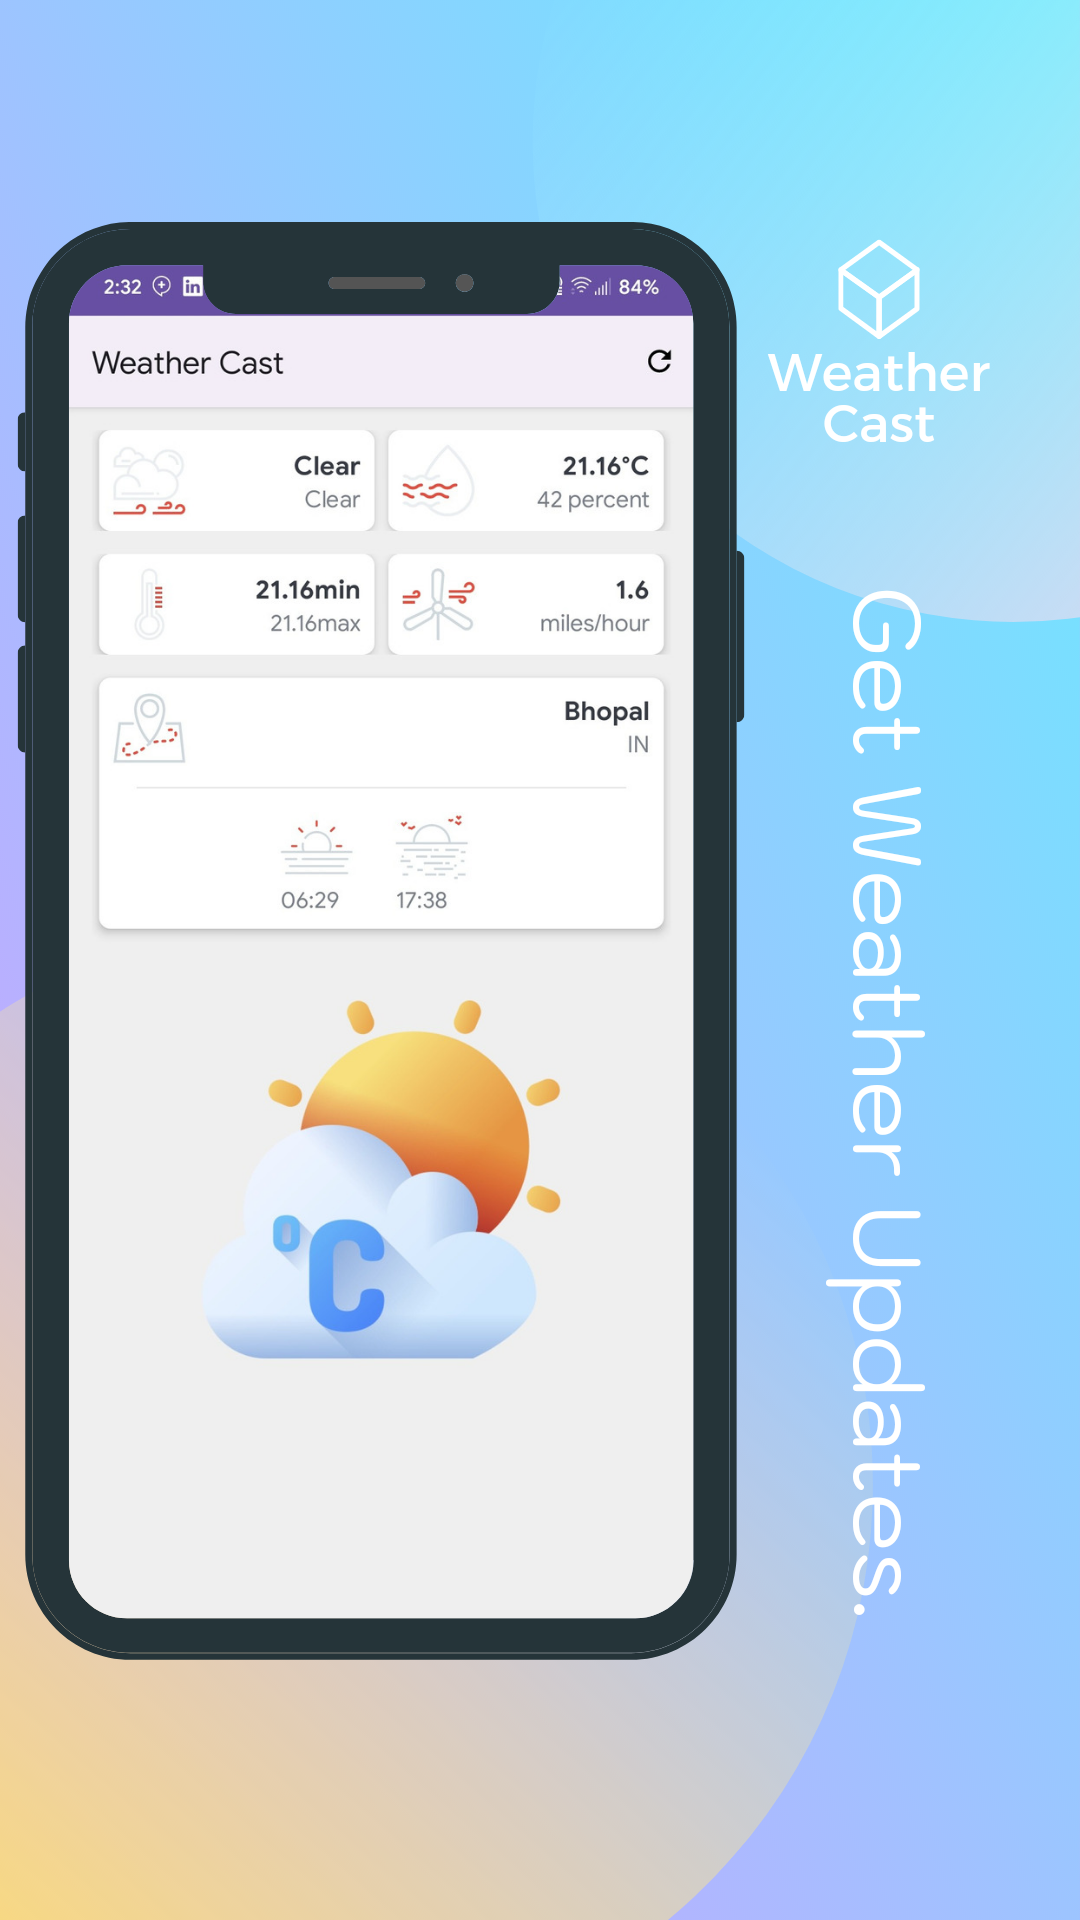 2:32
in
84%
Weather Cast
Clear
Clear
21.16°C
42 percent
21.16min
21.16max
1.6
miles/hour
Bhopal
IN
06:29
17:38
°C
Weather
Cast
Get Weather Updates.